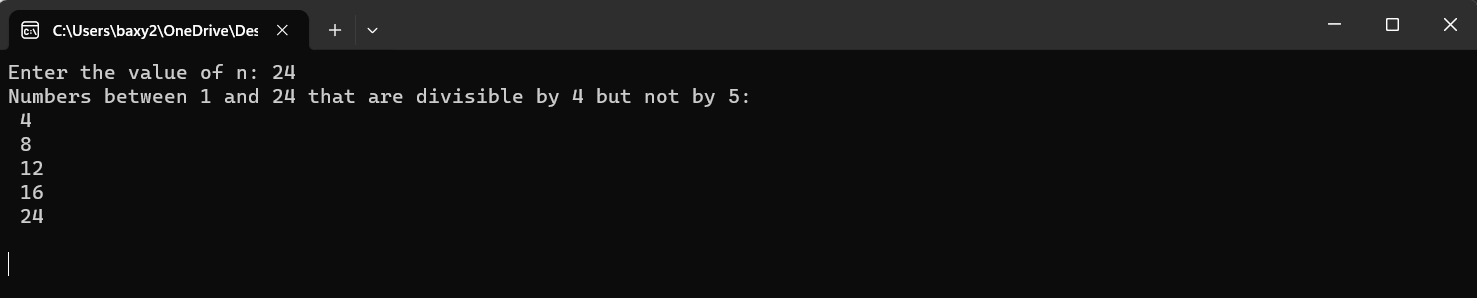 C:\Users\baxy2\OneDrive\Des
Enter the value of n: 24
Numbers between 1 and 24 that are divisible by 4 but not by 5:
4
8
12
16
24